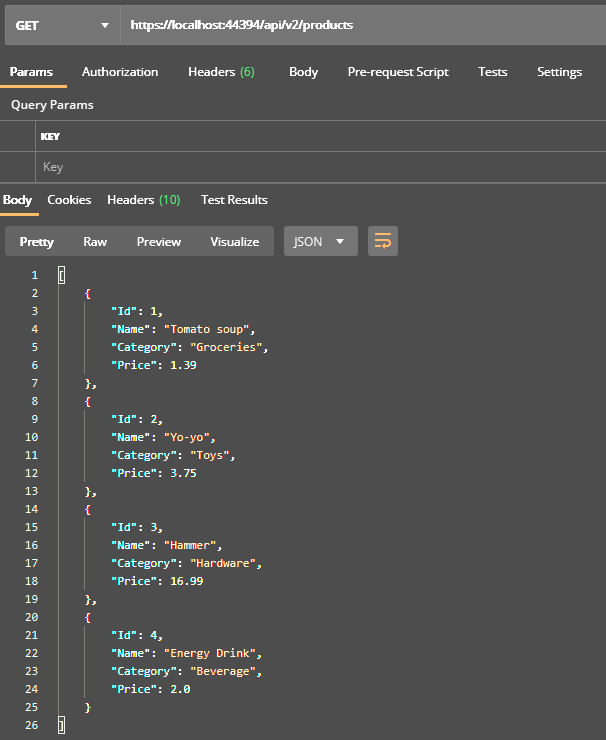 GET https://localhost:44394/api/v2/products
Params Authorization Headers (6) Body Pre-request Script Tests Settings
Query Params
KEY
Key
Body Cookies Headers (10) Test Results
Pretty Raw Preview Visualize JSON
1 [
2 {
3 "Id": 1,
4 "Name": "Tomato soup",
5 "Category": "Groceries",
6 "Price": 1.39
7 },
8 {
9 "Id": 2,
10 "Name": "Yo-yo",
11 "Category": "Toys",
12 "Price": 3.75
13 },
14 {
15 "Id": 3,
16 "Name": "Hammer",
17 "Category": "Hardware",
18 "Price": 16.99
19 },
20 {
21 "Id": 4,
22 "Name": "Energy Drink",
23 "Category": "Beverage",
24 "Price": 2.0
25 }
26 ]